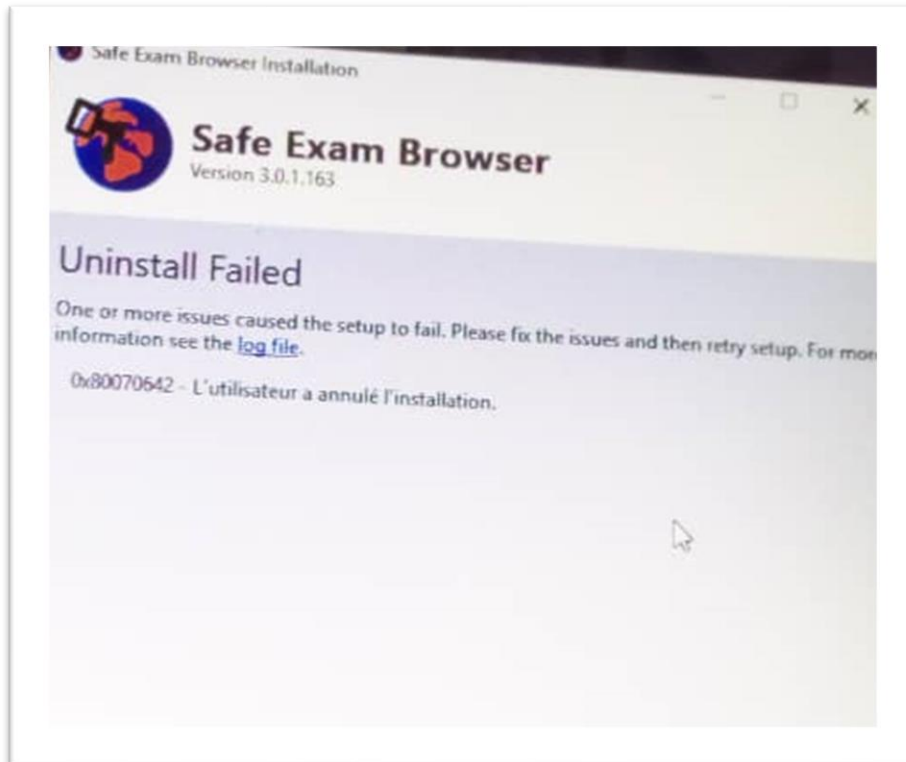 Safe Exam Browser Installation
Safe Exam Browser
Version 3.0.1.163
Uninstall Failed
One or more issues caused the setup to fail. Please fix the issues and then retry setup. For
information see the log file.
0x80070642 - L'utilisateur a annulé l'installation.